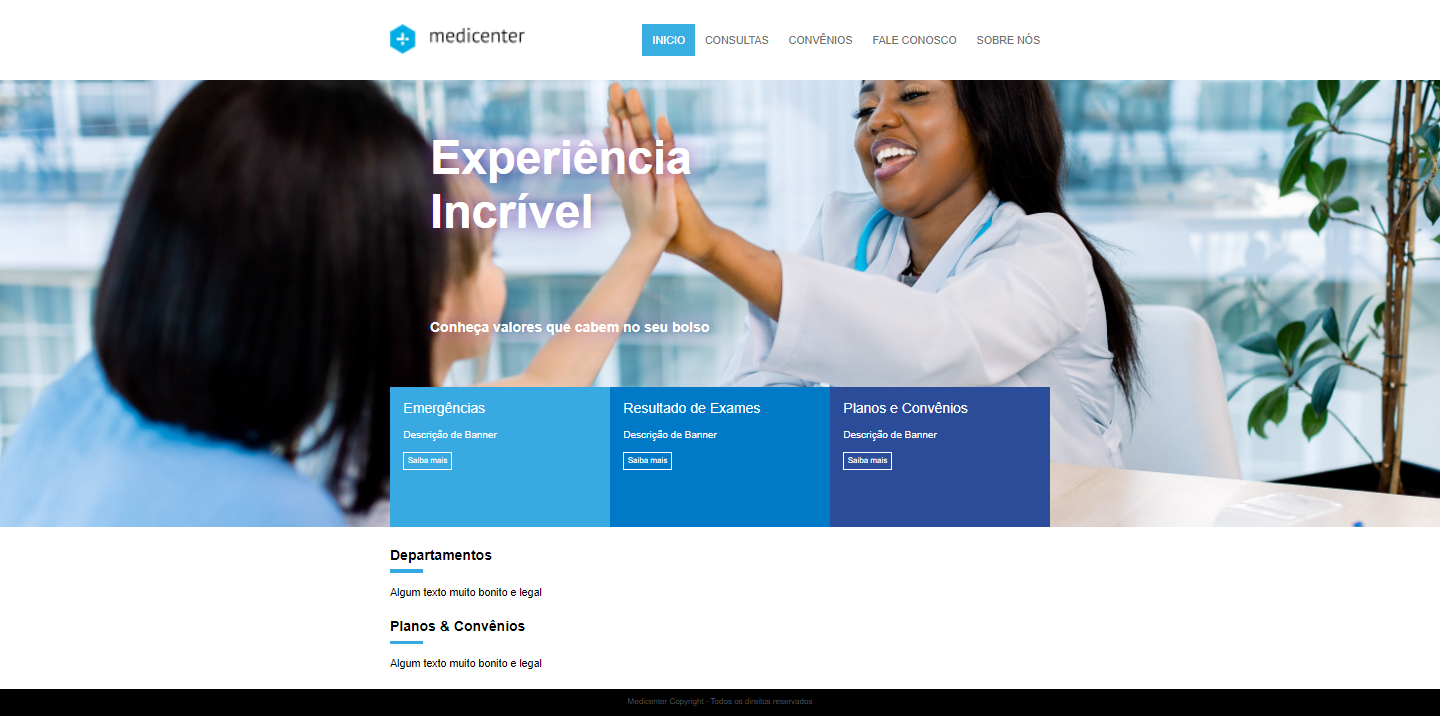 medicenter
INICIO CONSULTAS CONVÊNIOS FALE CONOSCO SOBRE NÓS
Experiência
Incrível
Conheça valores que cabem no seu bolso
Emergências
Descrição de Banner
Saiba mais
Resultado de Exames
Descrição de Banner
Saiba mais
Planos e Convênios
Descrição de Banner
Saiba mais
Departamentos
Algum texto muito bonito e legal
Planos & Convênios
Algum texto muito bonito e legal
Medicenter Copyright - Todos os direitos reservados